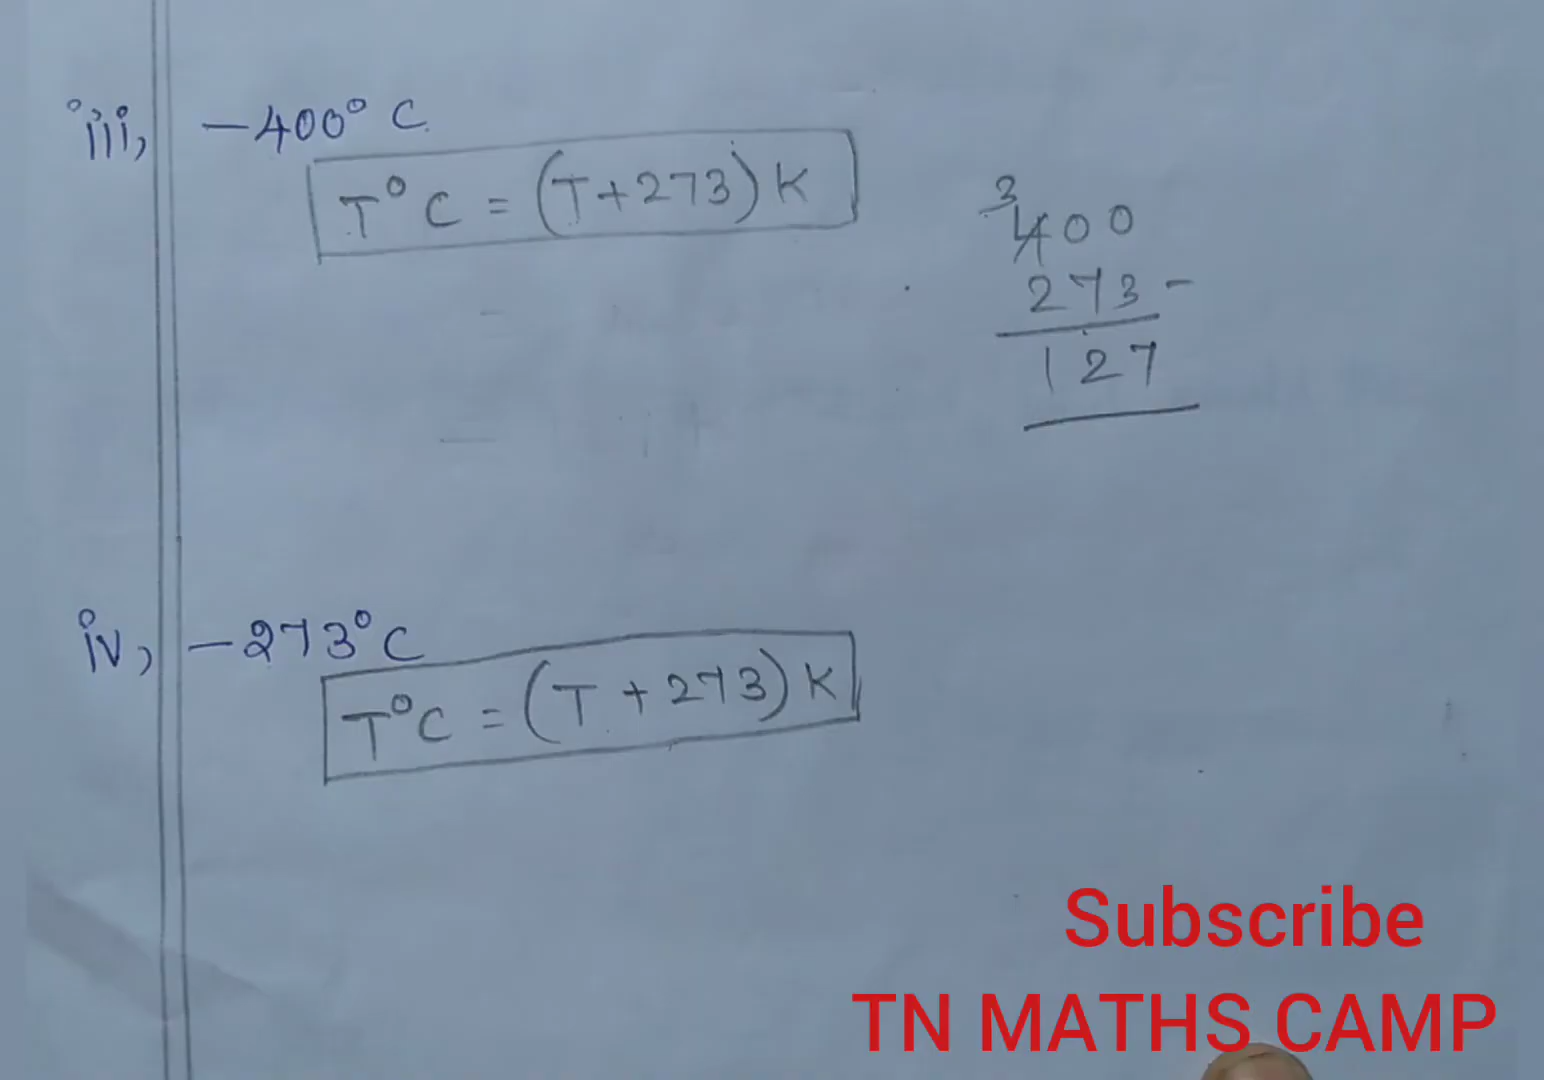 iii, -400° C
T° C = (T+273) K
3
400
273 -
127
iv, -273°C
T°C = (T + 273) K
Subscribe
TN MATHS CAMP